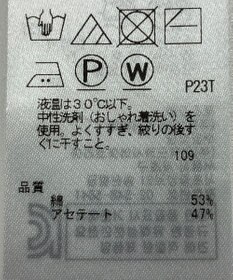 P W
P23T
液温は30℃以下。
中性洗剤（おしゃれ着洗い）を
使用。よくすすぎ、絞りの後す
ぐに干すこと。
109
品質
綿 53%
アセテート 47%